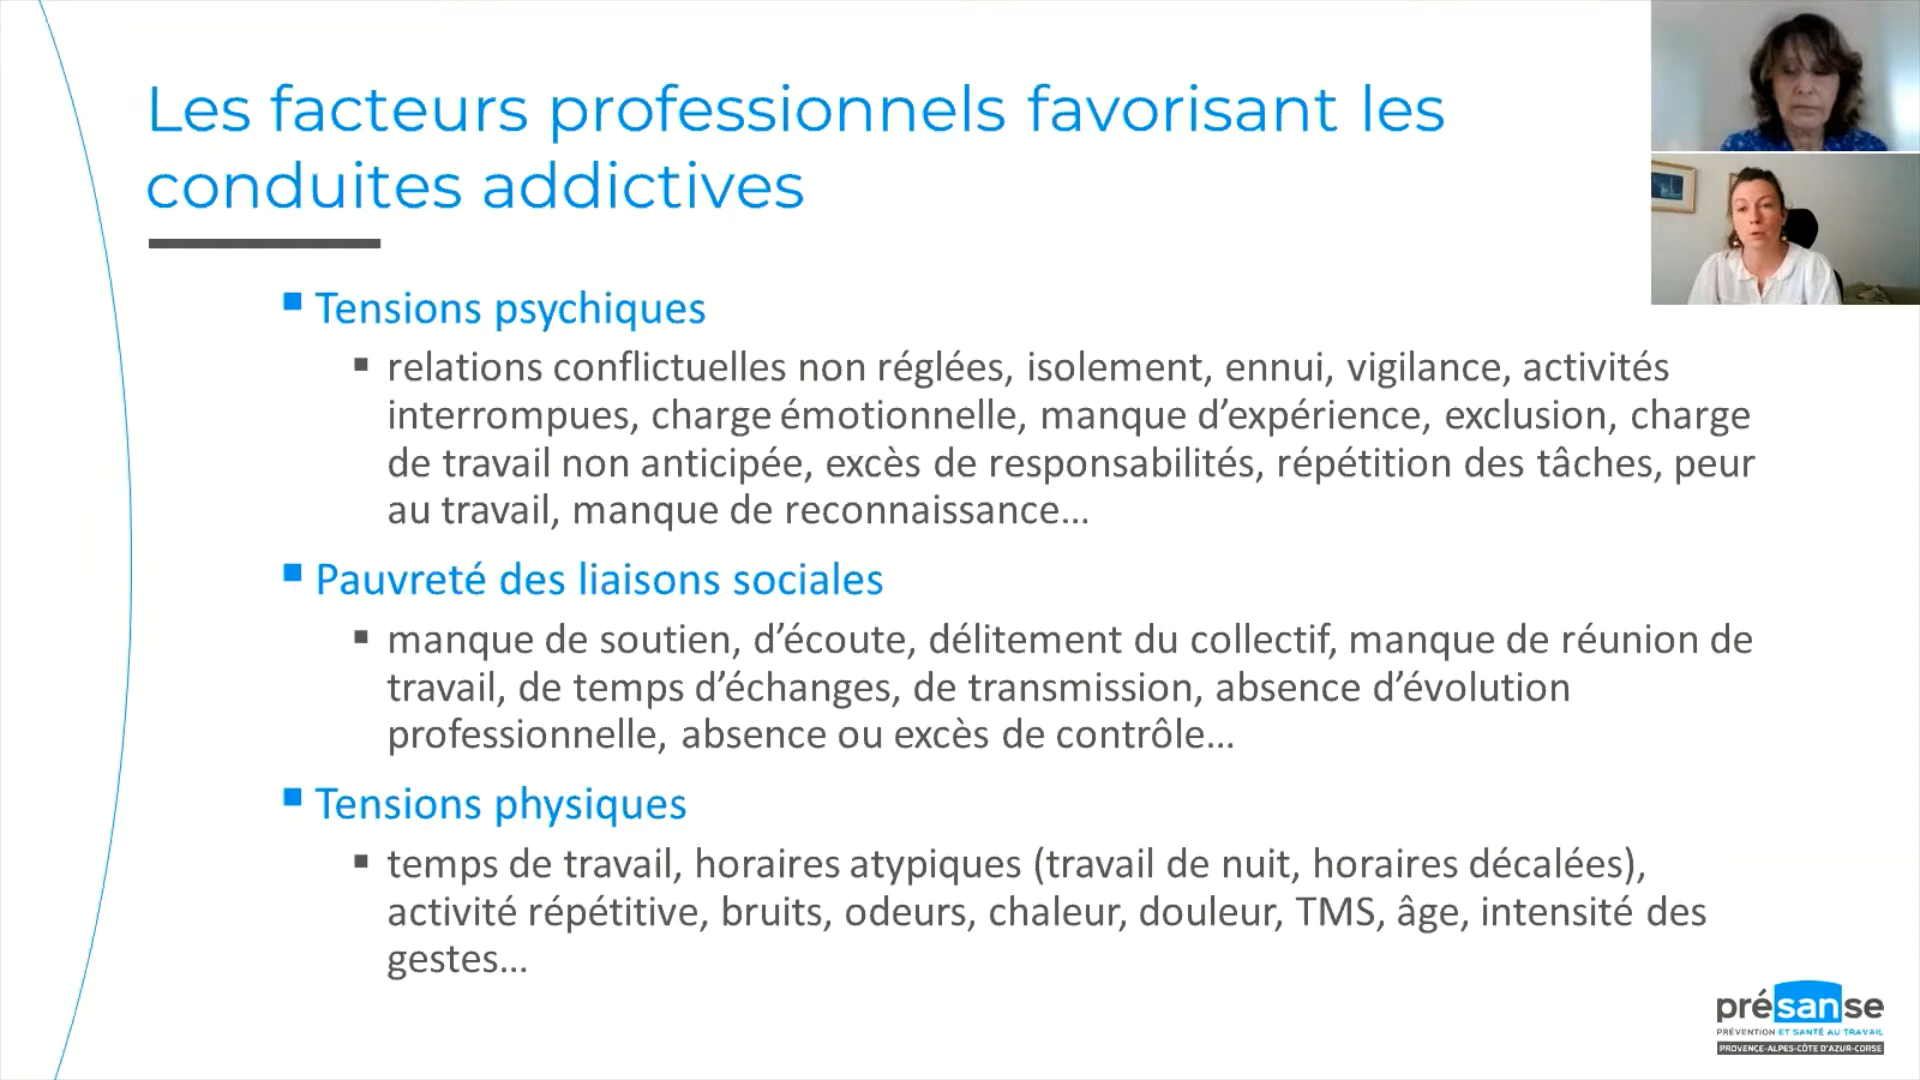 Les facteurs professionnels favorisant les
conduites addictives
Tensions psychiques
relations conflictuelles non réglées, isolement, ennui, vigilance, activités
interrompues, charge émotionnelle, manque d’expérience, exclusion, charge
de travail non anticipée, excès de responsabilités, répétition des tâches, peur
au travail, manque de reconnaissance…
Pauvreté des liaisons sociales
manque de soutien, d’écoute, délitement du collectif, manque de réunion de
travail, de temps d’échanges, de transmission, absence d’évolution
professionnelle, absence ou excès de contrôle…
Tensions physiques
temps de travail, horaires atypiques (travail de nuit, horaires décalées),
activité répétitive, bruits, odeurs, chaleur, douleur, TMS, âge, intensité des
gestes…
présanse
PRÉVENTION ET SANTÉ AU TRAVAIL
PROVENCE-ALPES-CÔTE D’AZUR-CORSE